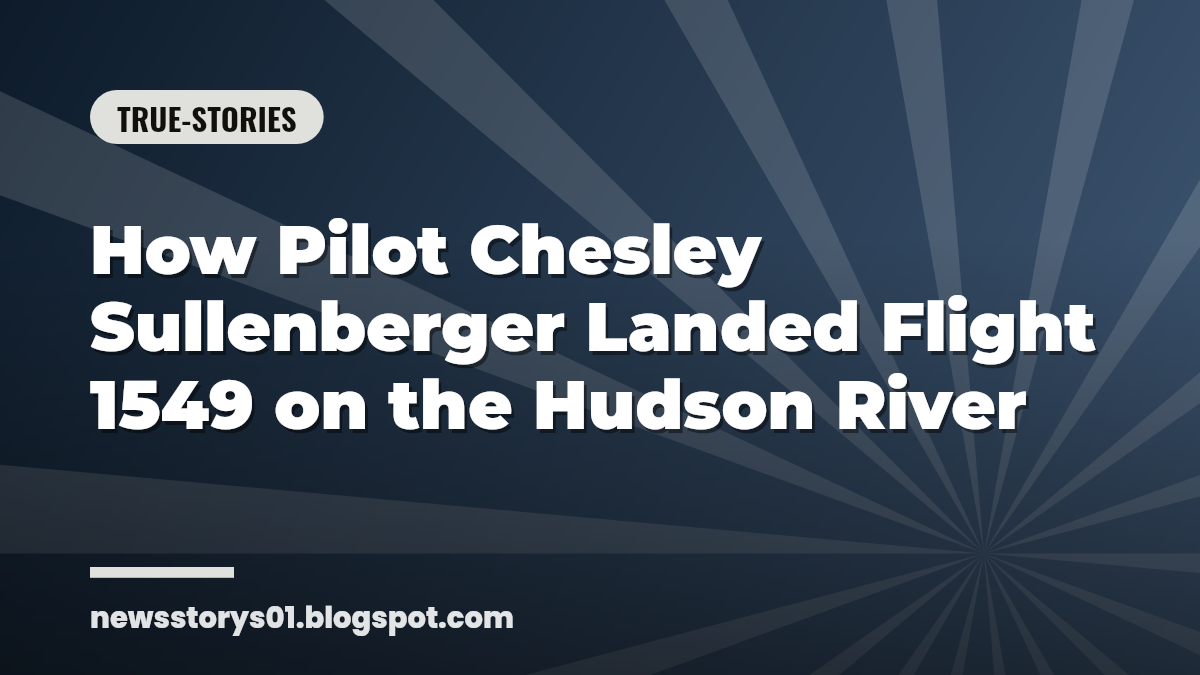 TRUE-STORIES
How Pilot Chesley
Sullenberger Landed Flight
1549 on the Hudson River
newsstorys01.blogspot.com